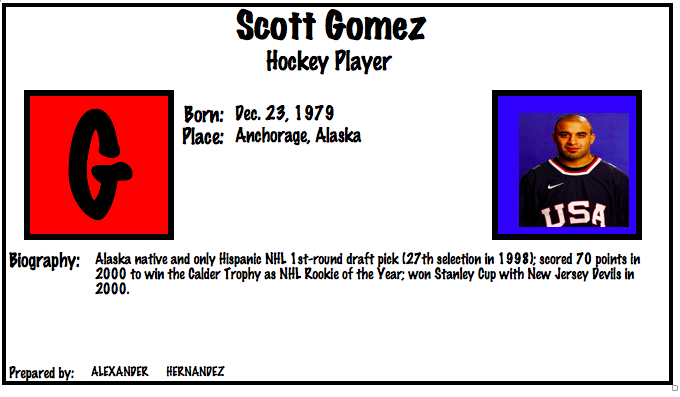 Scott Gomez
Hockey Player
G
Born: Dec. 23, 1979
Place: Anchorage, Alaska
USA
Biography: Alaska native and only Hispanic NHL 1st-round draft pick (27th selection in 1998); scored 70 points in
2000 to win the Calder Trophy as NHL Rookie of the Year; won Stanley Cup with New Jersey Devils in
2000.
Prepared by: ALEXANDER HERNANDEZ